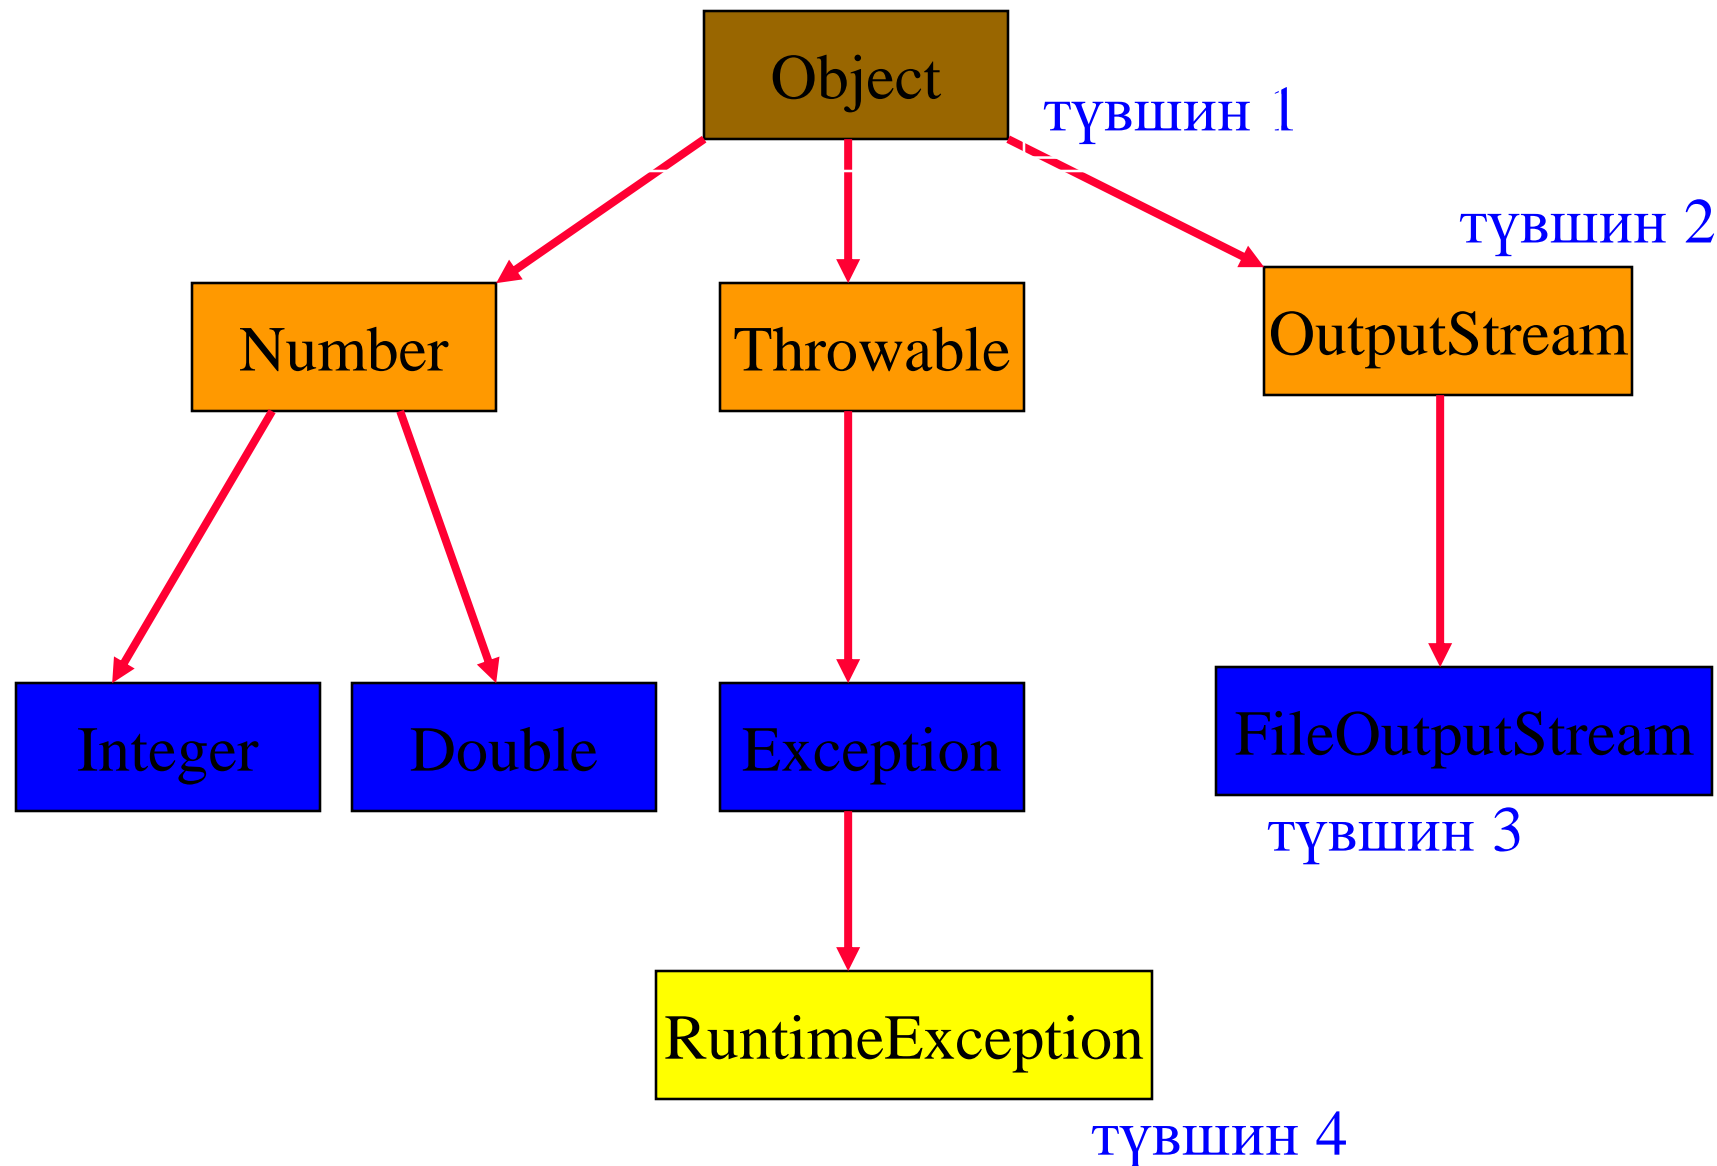 Object
түвшин 1
түвшин 2
Number
Throwable
OutputStream
Integer
Double
Exception
FileOutputStream
түвшин 3
RuntimeException
түвшин 4